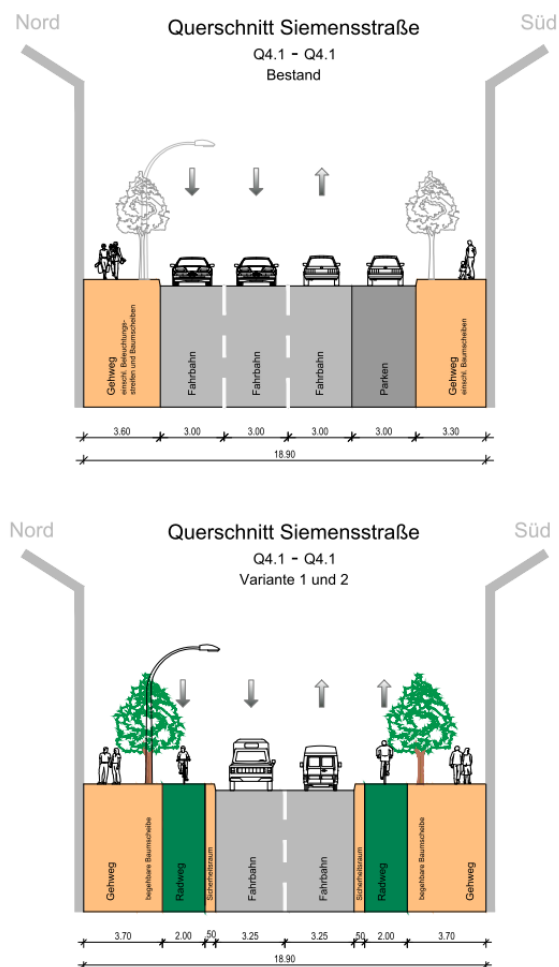 Nord
Süd
Querschnitt Siemensstraße
Q4.1 - Q4.1
Bestand
Gehweg
einschl. Beleuchtungs-
streifen und Baumscheiben
Fahrbahn
Fahrbahn
Fahrbahn
Parken
Gehweg
einschl. Baumscheiben
3.60 3.00 3.00 3.00 3.00 3.30
18.90
Nord
Süd
Querschnitt Siemensstraße
Q4.1 - Q4.1
Variante 1 und 2
Gehweg
begehbare Baumscheibe
Radweg
Sicherheitsraum
Fahrbahn
Fahrbahn
Sicherheitsraum
Radweg
begehbare Baumscheibe
Gehweg
3.70 2.00 50 3.25 3.25 50 2.00 3.70
18.90